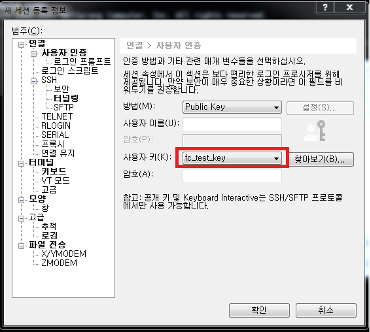 새 세션 등록 정보
범주(C):
연결
사용자 인증
로그인 프롬프트
로그인 스크립트
SSH
보안
터널링
SFTP
TELNET
RLOGIN
SERIAL
프록시
연결 유지
터미널
키보드
VT 모드
고급
모양
창
고급
추적
로깅
파일 전송
X/YMODEM
ZMODEM
연결 > 사용자 인증
인증 방법과 기타 관련 매개 변수들을 선택하십시오.
세션 속성에서 이 섹션은 보다 편리한 로그인 프로시저를 위해
제공됩니다. 만약 보안이 매우 중요한 상황이라면 이 필드를 비
워두기를 권장합니다.
방법(M):
Public Key
설정(S)...
사용자 이름(U):
암호(P):
사용자 키(K):
fc_test_key
찾아보기(B)...
암호(A):
참고: 공개 키 및 Keyboard Interactive는 SSH/SFTP 프로토콜
에서만 사용 가능합니다.
확인
취소